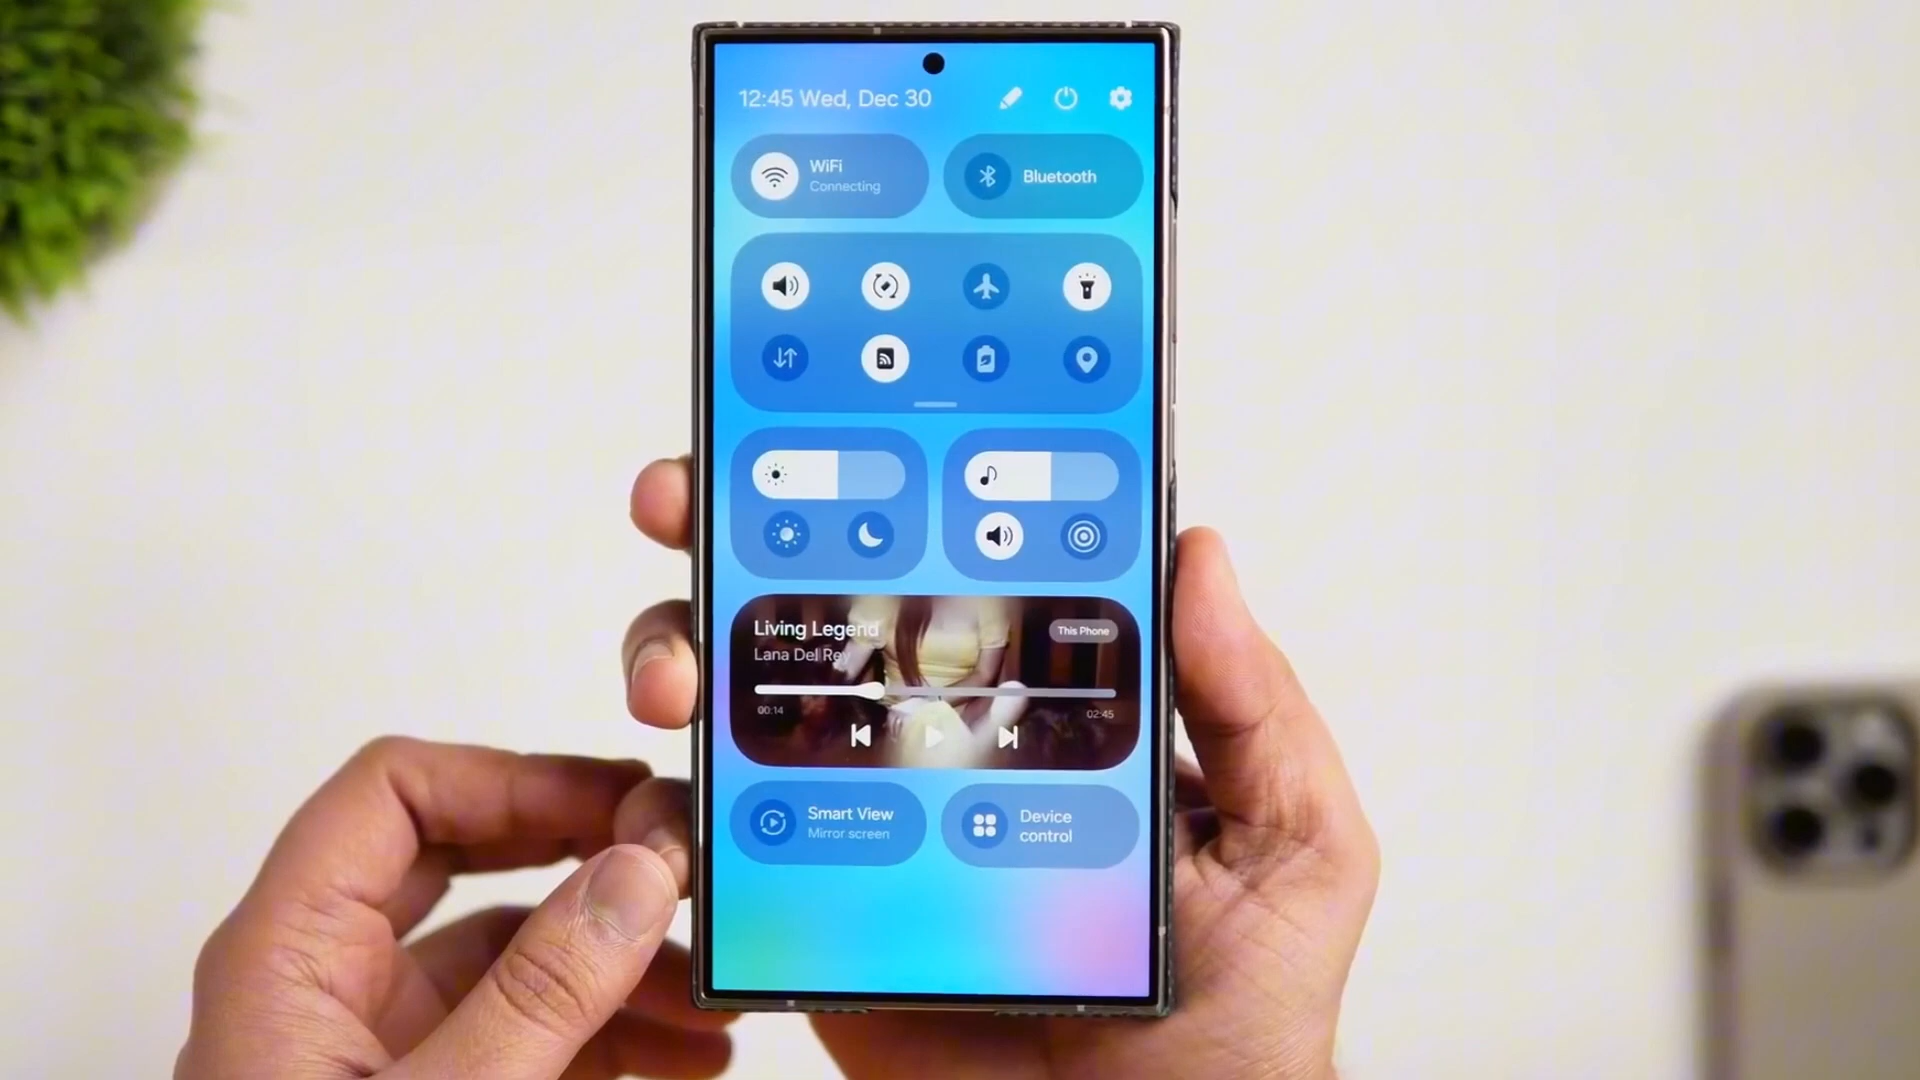 12:45 Wed, Dec 30
WiFi
Connecting
Bluetooth
Living Legend
This Phone
Lana Del Rey
00:14
02:45
Smart View
Mirror screen
Device
control